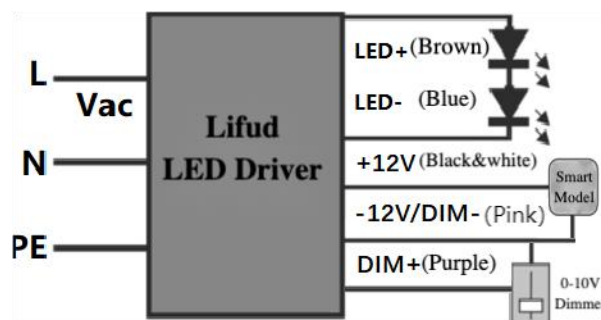 L
Vac
N
PE
Lifud
LED Driver
LED+ (Brown)
LED- (Blue)
+12V (Black&white)
-12V/DIM- (Pink)
DIM+ (Purple)
Smart
Model
0-10V
Dimme